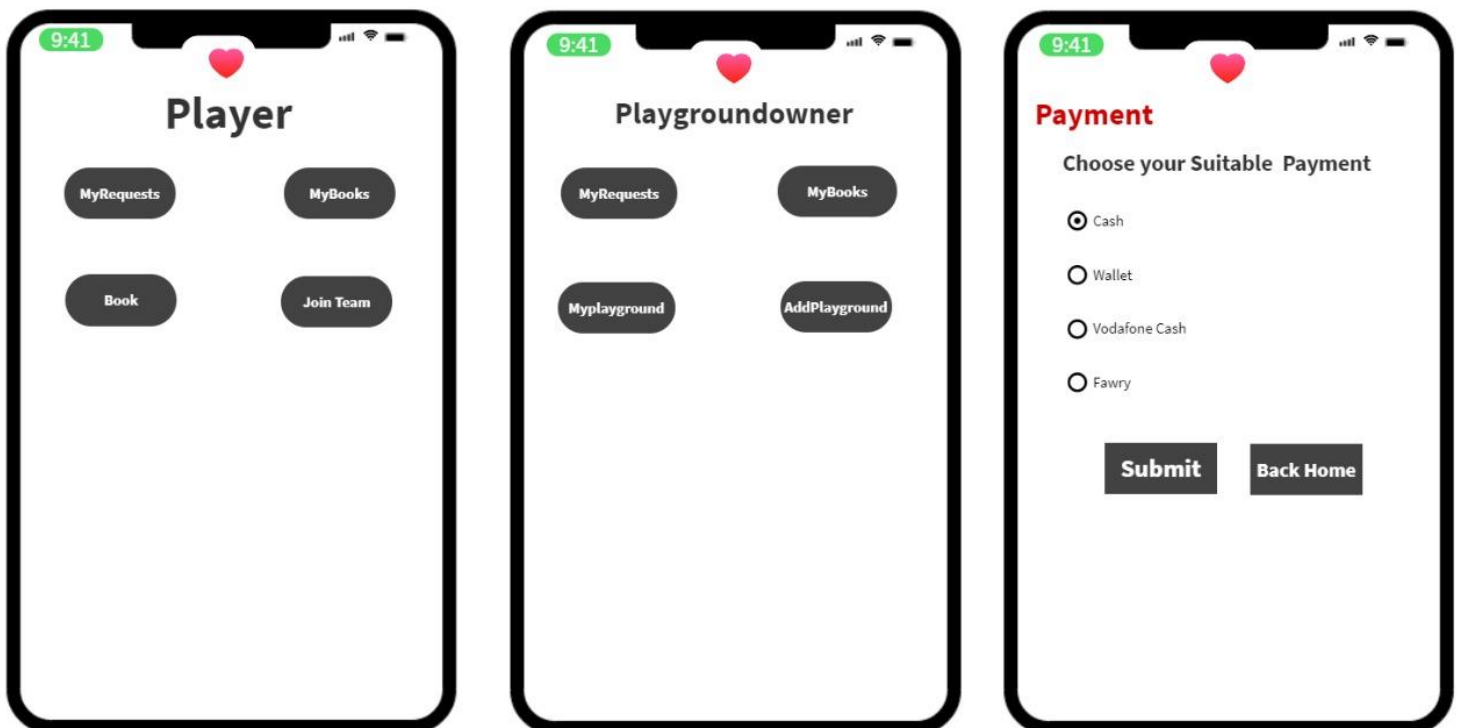 9:41
Player
MyRequests
MyBooks
Book
Join Team
9:41
Playgroundowner
MyRequests
MyBooks
Myplayground
AddPlayground
9:41
Payment
Choose your Suitable Payment
Cash
Wallet
Vodafone Cash
Fawry
Submit
Back Home